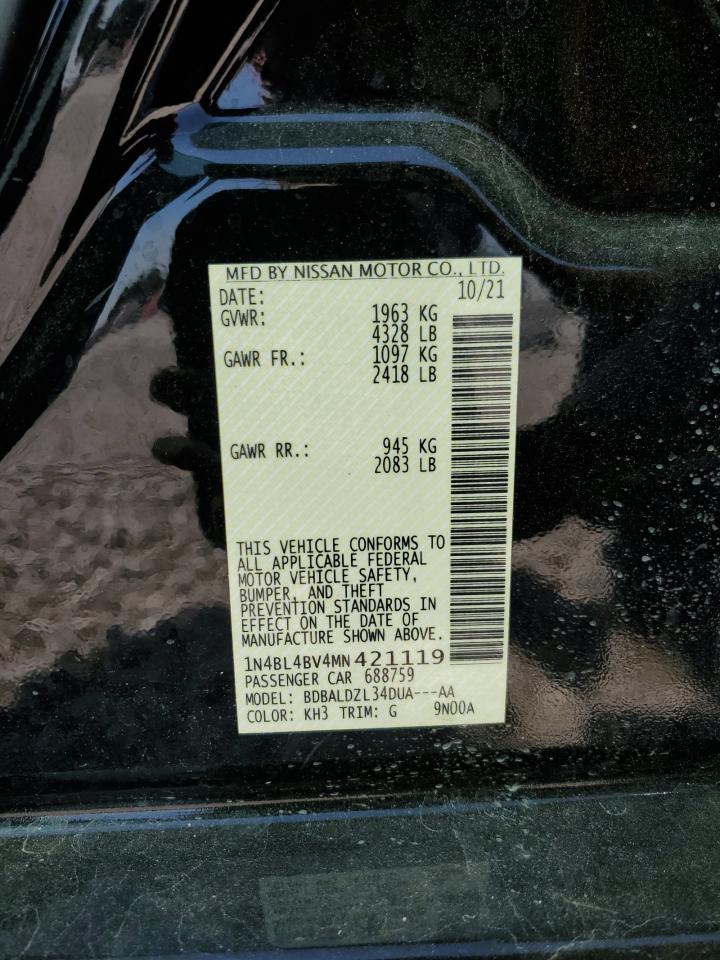 MFD BY NISSAN MOTOR CO., LTD.
DATE: 10/21
GVWR: 1963 KG
4328 LB
GAWR FR.: 1097 KG
2418 LB
GAWR RR.: 945 KG
2083 LB
THIS VEHICLE CONFORMS TO
ALL APPLICABLE FEDERAL
MOTOR VEHICLE SAFETY,
BUMPER, AND THEFT
PREVENTION STANDARDS IN
EFFECT ON THE DATE OF
MANUFACTURE SHOWN ABOVE.
1N4BL4BV4MN421119
PASSENGER CAR 688759
MODEL: BDBALDZL34DUA---AA
COLOR: KH3 TRIM: G 9N00A